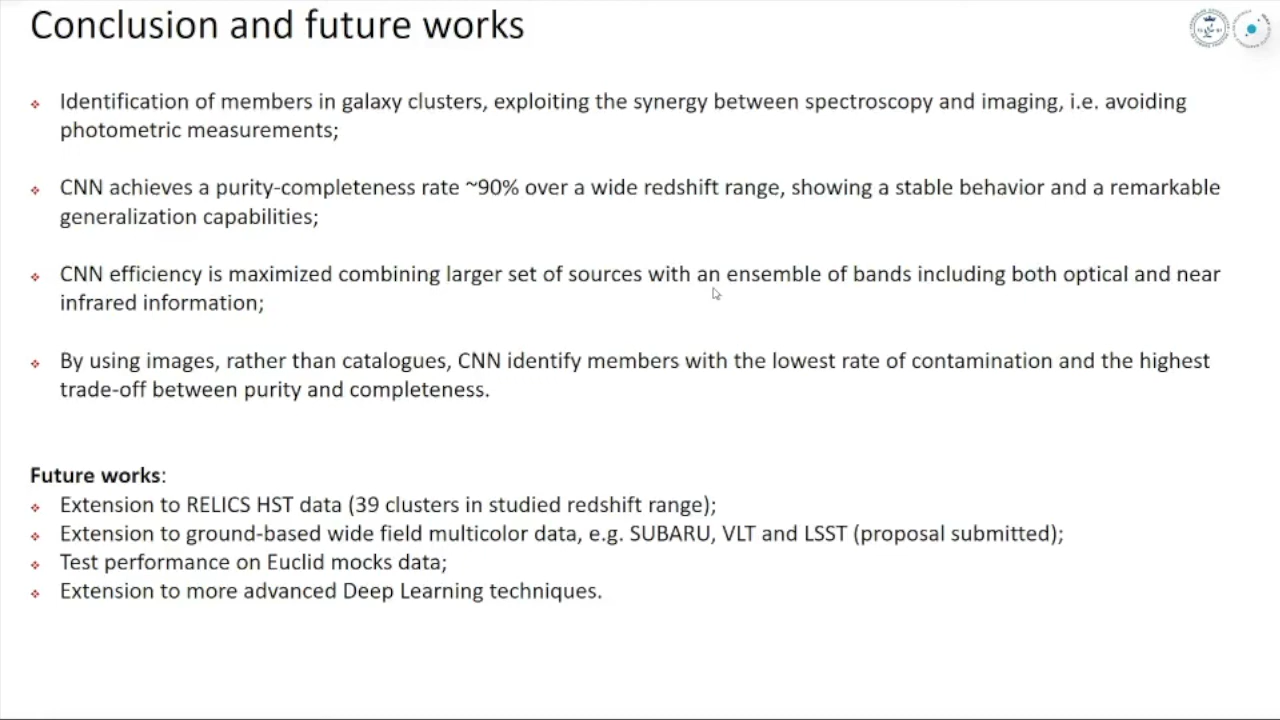 Conclusion and future works
Identification of members in galaxy clusters, exploiting the synergy between spectroscopy and imaging, i.e. avoiding
photometric measurements;
CNN achieves a purity-completeness rate ~90% over a wide redshift range, showing a stable behavior and a remarkable
generalization capabilities;
CNN efficiency is maximized combining larger set of sources with an ensemble of bands including both optical and near
infrared information;
By using images, rather than catalogues, CNN identify members with the lowest rate of contamination and the highest
trade-off between purity and completeness.
Future works:
Extension to RELICS HST data (39 clusters in studied redshift range);
Extension to ground-based wide field multicolor data, e.g. SUBARU, VLT and LSST (proposal submitted);
Test performance on Euclid mocks data;
Extension to more advanced Deep Learning techniques.